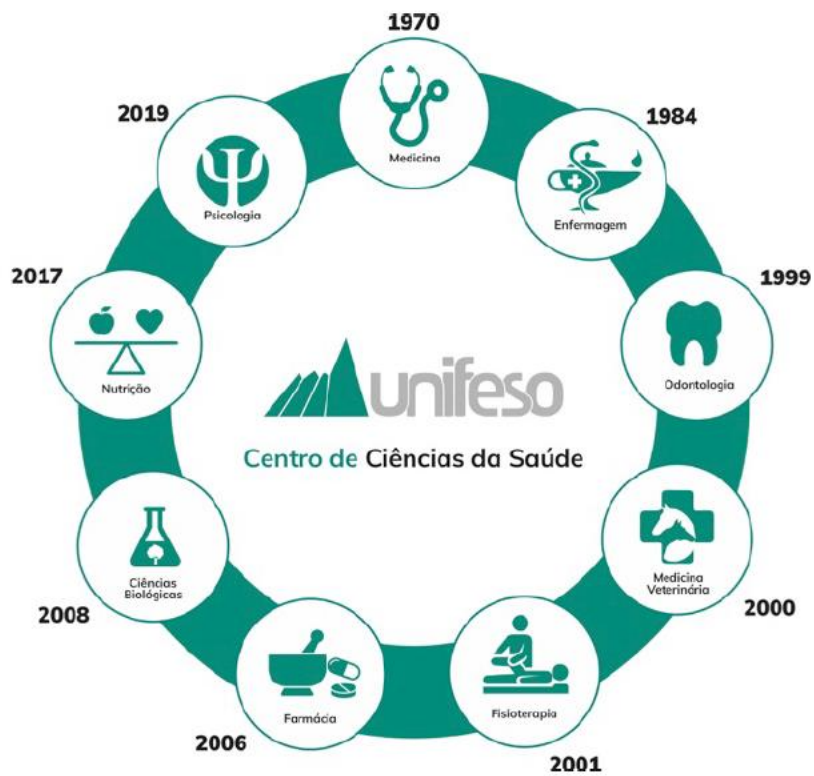 1970
Medicina
1984
Enfermagem
1999
Odontologia
Medicina
Veterinária
2000
Fisioterapia
2001
Farmácia
2006
Ciências
Biológicas
2008
Nutrição
2017
Psicologia
2019
unifeso
Centro de Ciências da Saúde